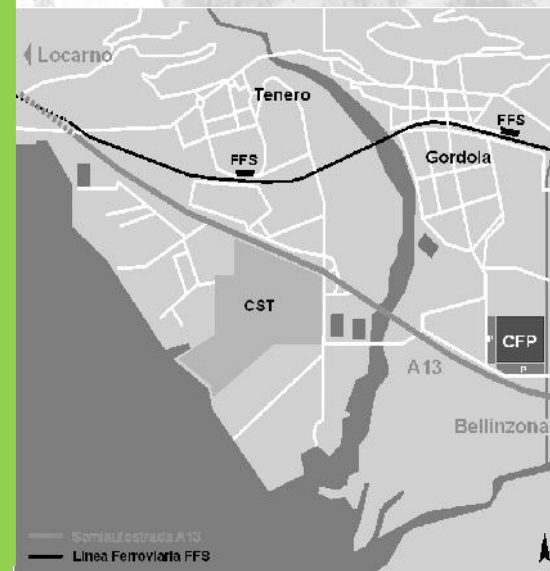 Locarno
Tenero
FFS
FFS
Gordola
CST
P
CFP
P
A13
Bellinzona
Semiautostrada A13
Linea Ferroviaria FFS